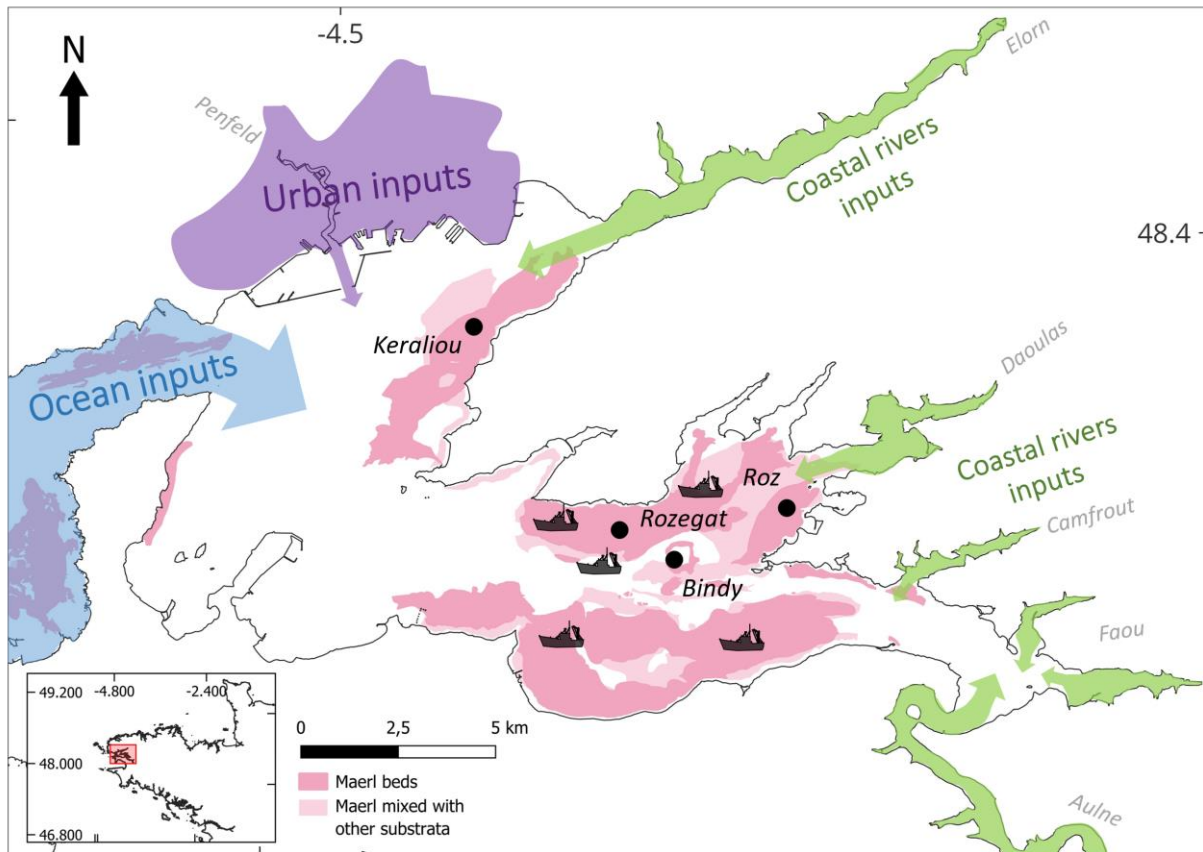 -4.5
N
Elorn
Penfeld
Urban inputs
Coastal rivers
inputs
48.4
Keraliou
Ocean inputs
Daoulas
Coastal rivers
inputs
Roz
Rozegat
Camfrout
Bindy
Faou
-4.800
-2.400
49.200
48.000
46.800
0
2,5
5 km
Maerl beds
Maerl mixed with
other substrata
Aulne